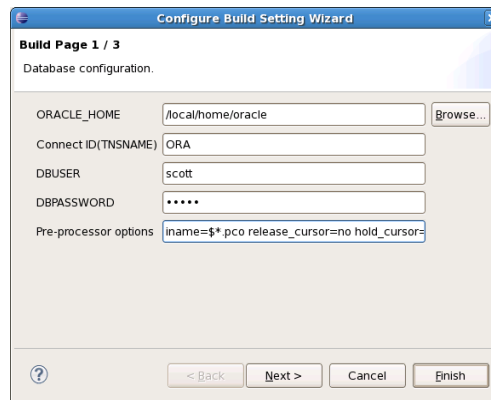 Configure Build Setting Wizard
Build Page 1 / 3
Database configuration.
ORACLE_HOME /local/home/oracle Browse...
Connect ID(TNSNAME) ORA
DBUSER scott
DBPASSWORD •••••
Pre-processor options iname=$*.pco release_cursor=no hold_cursor=
? < Back Next > Cancel Finish